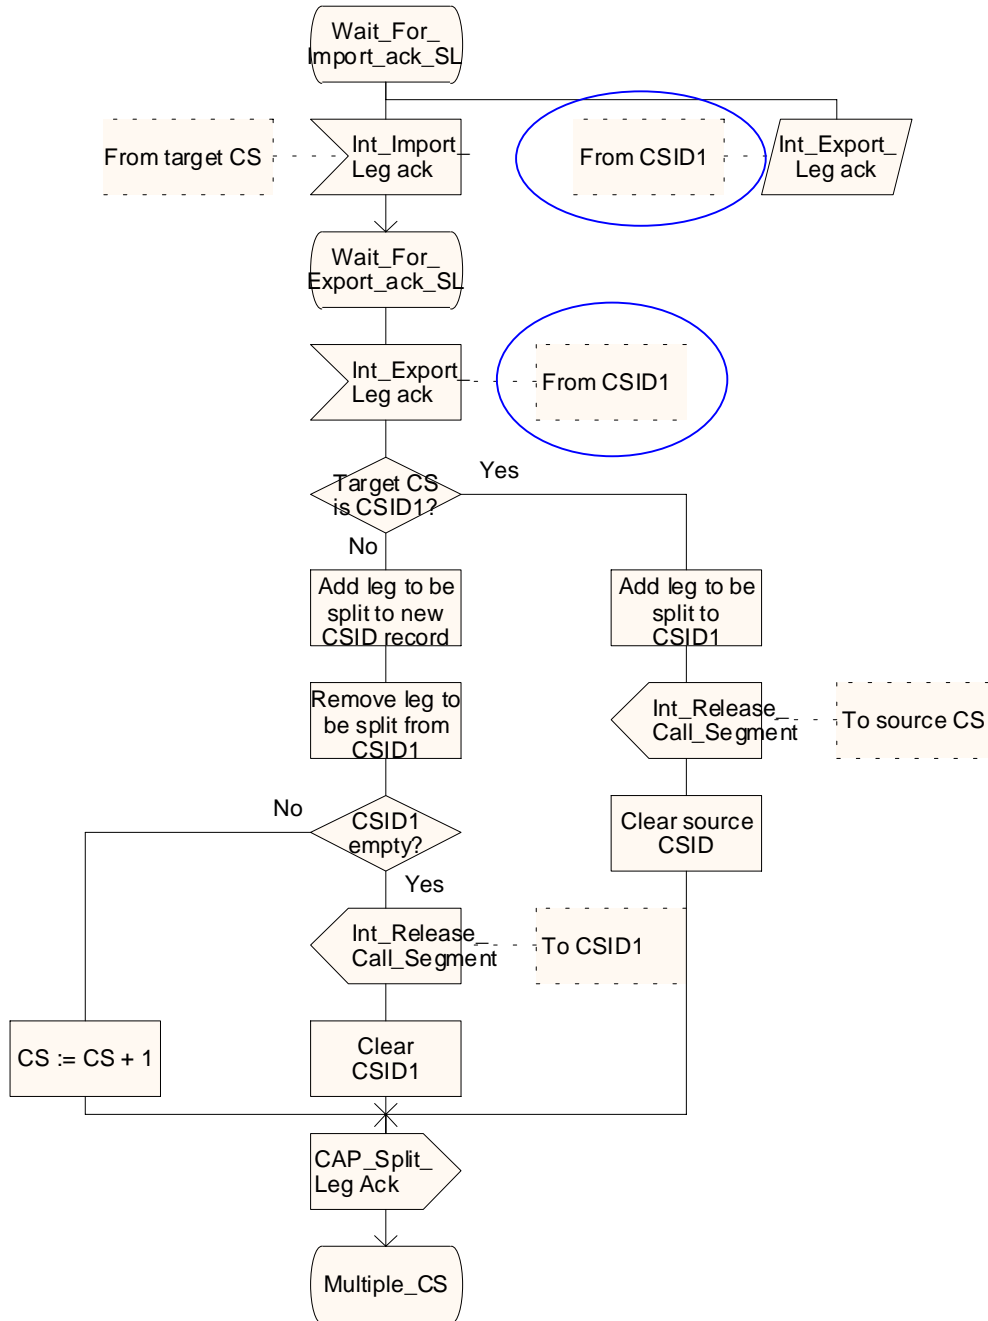 Wait_For_
Import_ack_SL
From target CS
Int_Import_
Leg ack
From CSID1
Int_Export_
Leg ack
Wait_For_
Export_ack_SL
Int_Export_
Leg ack
From CSID1
Target CS
is CSID1?
Yes
No
Add leg to be
split to new
CSID record
Add leg to be
split to
CSID1
Remove leg to
be split from
CSID1
Int_Release_
Call_Segment
To source CS
No
CSID1
empty?
Clear source
CSID
Yes
Int_Release_
Call_Segment
To CSID1
CS := CS + 1
Clear
CSID1
CAP_Split_
Leg Ack
Multiple_CS